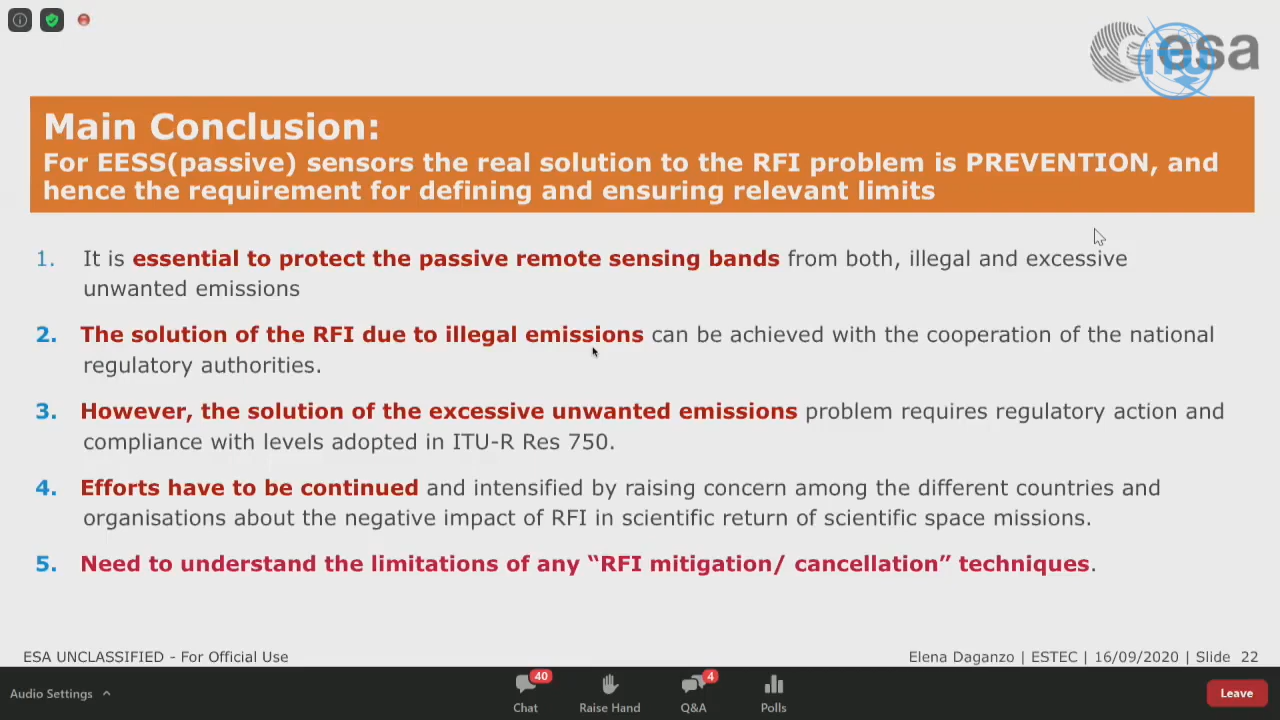 esa
ITU
Main Conclusion:
For EESS(passive) sensors the real solution to the RFI problem is PREVENTION, and
hence the requirement for defining and ensuring relevant limits
1. It is essential to protect the passive remote sensing bands from both, illegal and excessive
unwanted emissions
2. The solution of the RFI due to illegal emissions can be achieved with the cooperation of the national
regulatory authorities.
3. However, the solution of the excessive unwanted emissions problem requires regulatory action and
compliance with levels adopted in ITU-R Res 750.
4. Efforts have to be continued and intensified by raising concern among the different countries and
organisations about the negative impact of RFI in scientific return of scientific space missions.
5. Need to understand the limitations of any “RFI mitigation/ cancellation” techniques.
ESA UNCLASSIFIED - For Official Use
Elena Daganzo | ESTEC | 16/09/2020 | Slide 22
40
4
Audio Settings
Chat
Raise Hand
Q&A
Polls
Leave